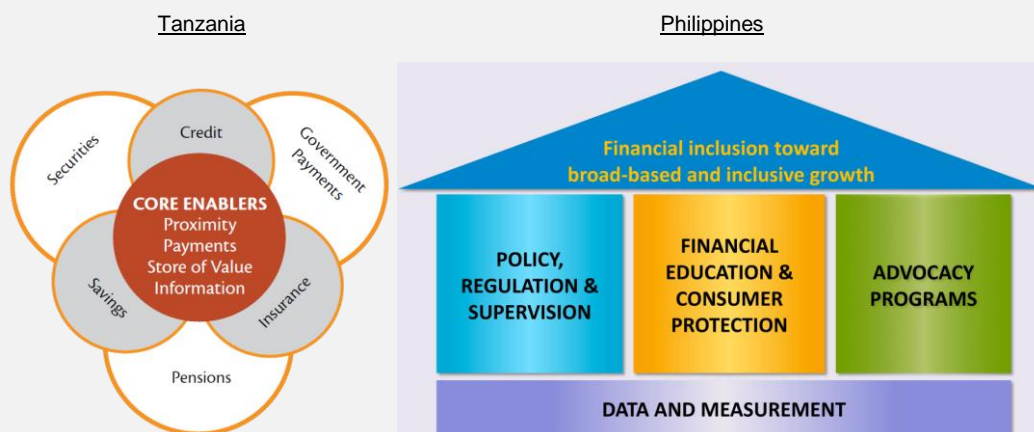 Tanzania
Philippines
Securities
Credit
Government
Payments
CORE ENABLERS
Proximity
Payments
Store of Value
Information
Savings
Insurance
Pensions
Financial inclusion toward
broad-based and inclusive growth
POLICY,
REGULATION &
SUPERVISION
FINANCIAL
EDUCATION &
CONSUMER
PROTECTION
ADVOCACY
PROGRAMS
DATA AND MEASUREMENT